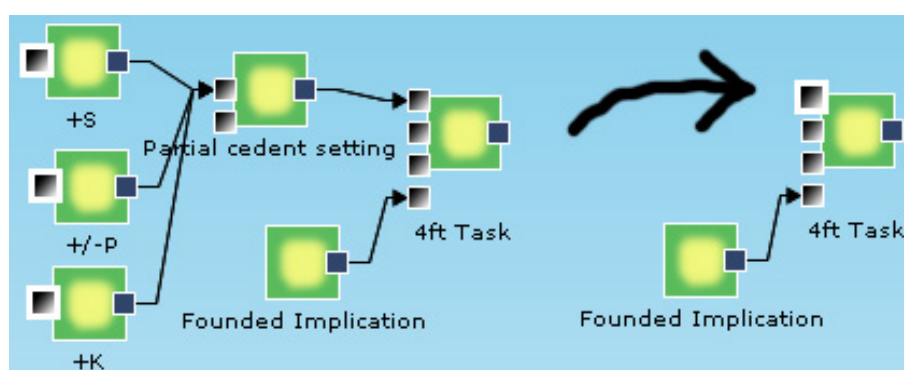 +S
Partial cedent setting
+/-P
4ft Task
4ft Task
Founded Implication
Founded Implication
+K